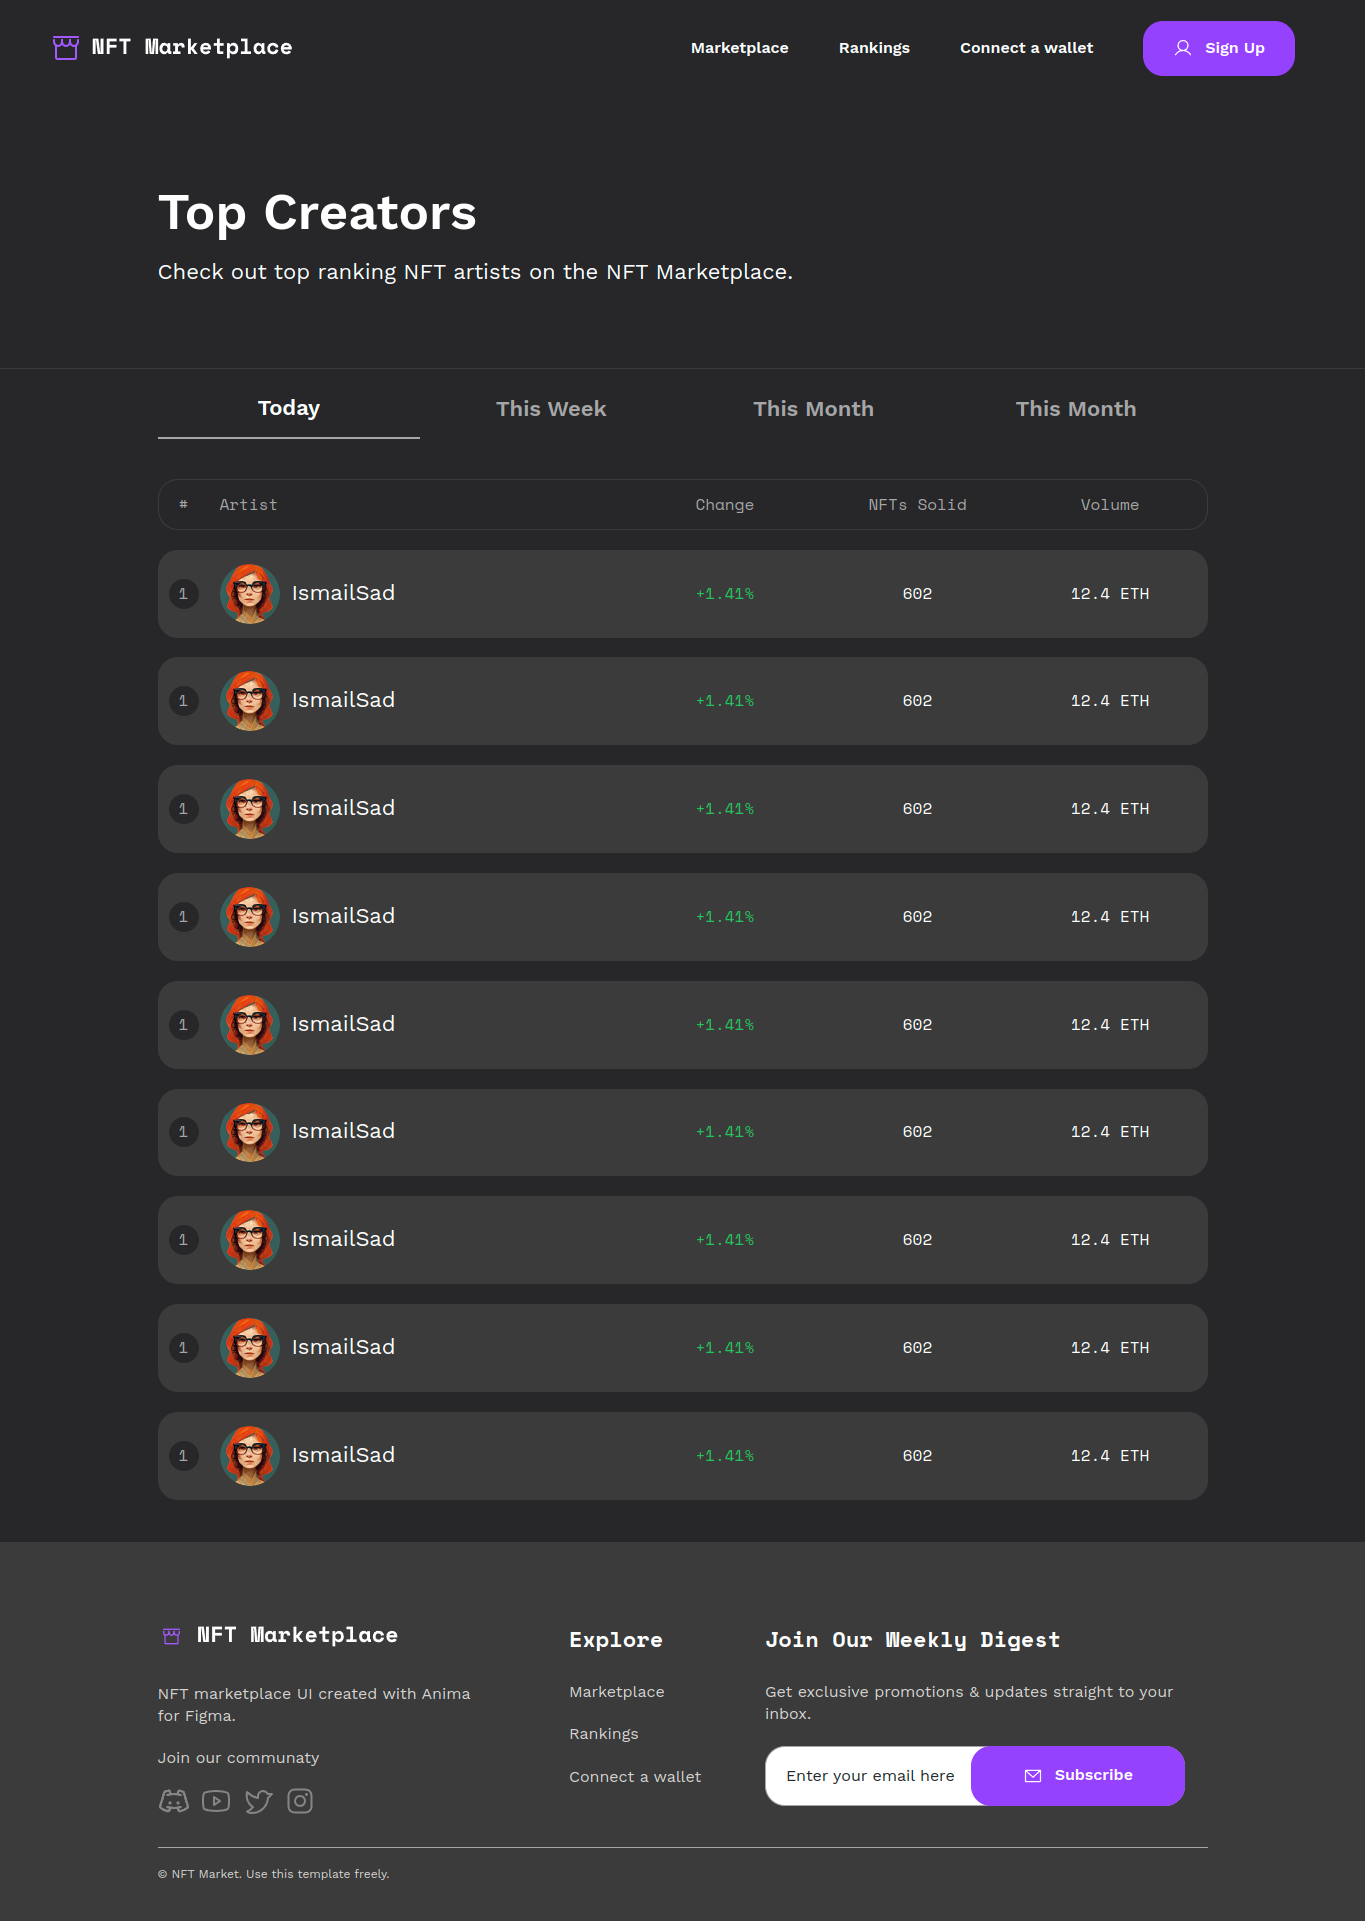 NFT Marketplace
Marketplace Rankings Connect a wallet Sign Up
Top Creators
Check out top ranking NFT artists on the NFT Marketplace.
Today This Week This Month This Month
# Artist Change NFTs Solid Volume
1 IsmailSad +1.41% 602 12.4 ETH
1 IsmailSad +1.41% 602 12.4 ETH
1 IsmailSad +1.41% 602 12.4 ETH
1 IsmailSad +1.41% 602 12.4 ETH
1 IsmailSad +1.41% 602 12.4 ETH
1 IsmailSad +1.41% 602 12.4 ETH
1 IsmailSad +1.41% 602 12.4 ETH
1 IsmailSad +1.41% 602 12.4 ETH
1 IsmailSad +1.41% 602 12.4 ETH
NFT Marketplace
NFT marketplace UI created with Anima
for Figma.
Join our communaty
Explore
Marketplace
Rankings
Connect a wallet
Join Our Weekly Digest
Get exclusive promotions & updates straight to your
inbox.
Enter your email here Subscribe
© NFT Market. Use this template freely.